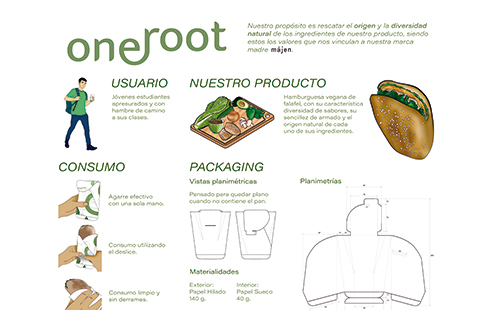 oneroot
Nuestro propósito es rescatar el origen y la diversidad
natural de los ingredientes de nuestro producto, siendo
estos los valores que nos vinculan a nuestra marca
madre májen.
USUARIO
Jóvenes estudiantes
apresurados y con
hambre de camino
a sus clases.
NUESTRO PRODUCTO
Hamburguesa vegana de
falafel, con su característica
diversidad de sabores, su
sencillez de armado y el
origen natural de cada
uno de sus ingredientes.
CONSUMO
Agarre efectivo
con una sola mano.
Consumo utilizando
el deslice.
Consumo limpio y
sin derrames.
PACKAGING
Vistas planimétricas
Pensado para quedar plano
cuando no contiene el pan.
Materialidades
Exterior:
Papel Hilado
140 g.
Interior:
Papel Sueco
40 g.
Planimetrías